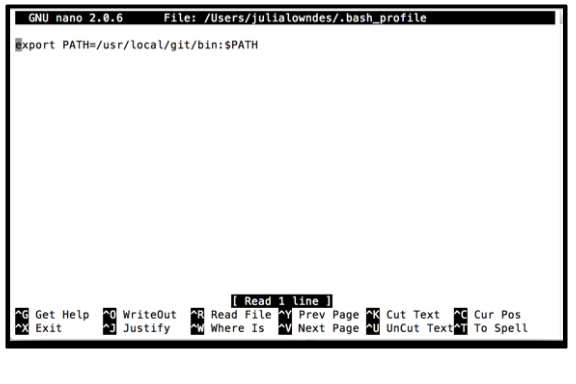 GNU nano 2.0.6 File: /Users/julialowndes/.bash_profile
export PATH=/usr/local/git/bin:$PATH
[ Read 1 line ]
^G Get Help ^O WriteOut ^R Read File ^Y Prev Page ^K Cut Text ^C Cur Pos
^X Exit ^J Justify ^W Where Is ^V Next Page ^U UnCut Text ^T To Spell